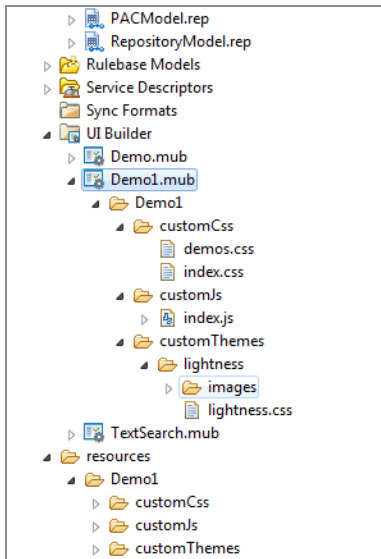 PACModel.rep
RepositoryModel.rep
Rulebase Models
Service Descriptors
Sync Formats
UI Builder
Demo.mub
Demo1.mub
Demo1
customCss
demos.css
index.css
customJs
index.js
customThemes
lightness
images
lightness.css
TextSearch.mub
resources
Demo1
customCss
customJs
customThemes